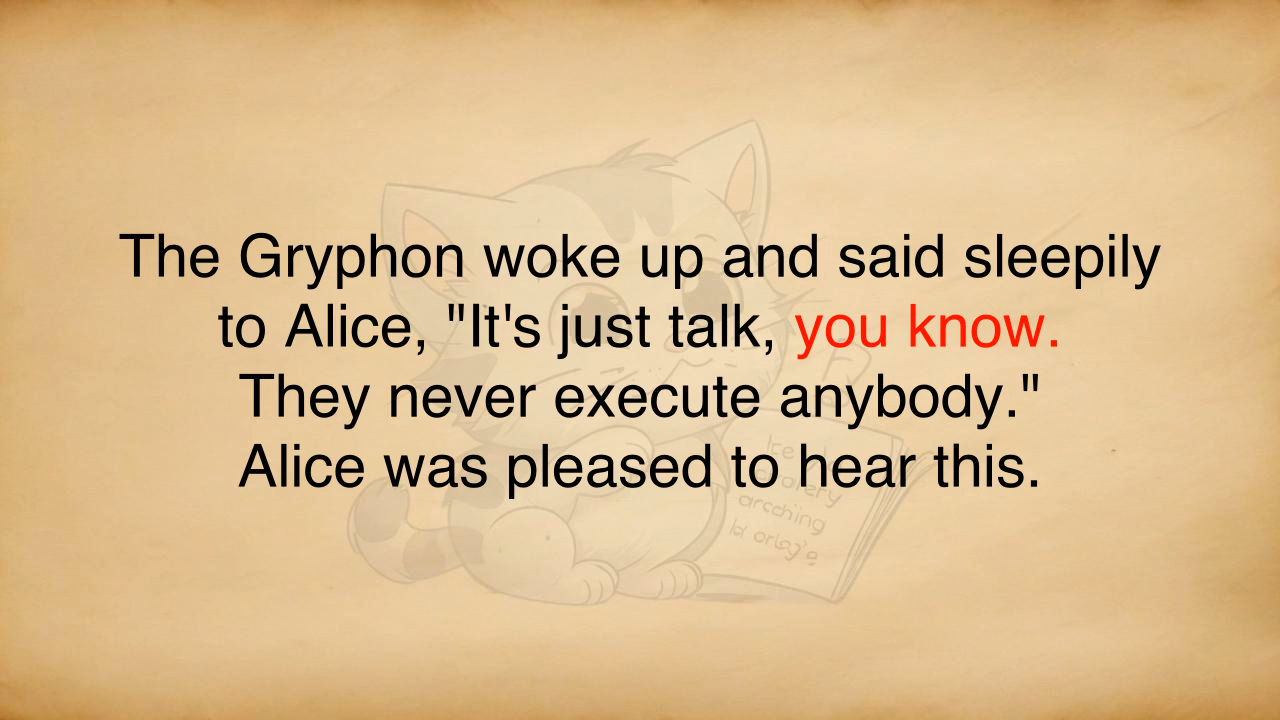 The Gryphon woke up and said sleepily
to Alice, "It's just talk, you know.
They never execute anybody."
Alice was pleased to hear this.